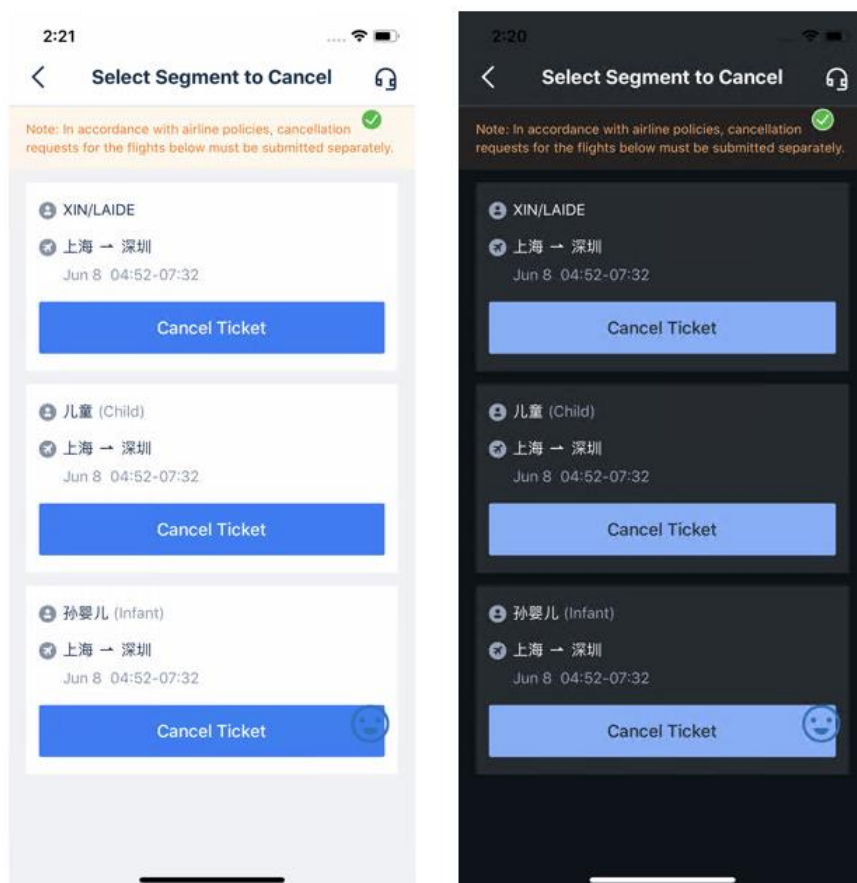 2:21
Select Segment to Cancel
Note: In accordance with airline policies, cancellation
requests for the flights below must be submitted separately.
XIN/LAIDE
上海 ⇀ 深圳
Jun 8 04:52-07:32
Cancel Ticket
儿童 (Child)
上海 ⇀ 深圳
Jun 8 04:52-07:32
Cancel Ticket
孙婴儿 (Infant)
上海 ⇀ 深圳
Jun 8 04:52-07:32
Cancel Ticket
2:20
Select Segment to Cancel
Note: In accordance with airline policies, cancellation
requests for the flights below must be submitted separately.
XIN/LAIDE
上海 ⇀ 深圳
Jun 8 04:52-07:32
Cancel Ticket
儿童 (Child)
上海 ⇀ 深圳
Jun 8 04:52-07:32
Cancel Ticket
孙婴儿 (Infant)
上海 ⇀ 深圳
Jun 8 04:52-07:32
Cancel Ticket